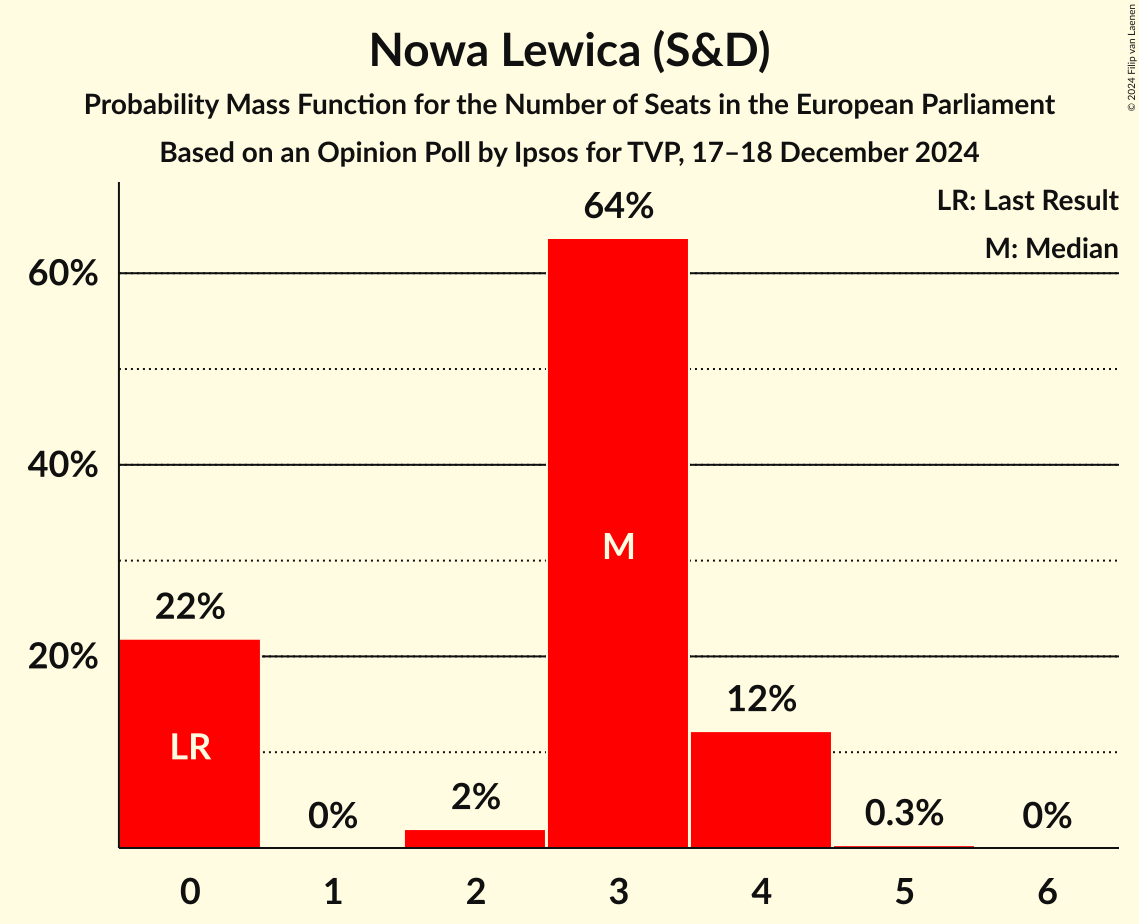 Nowa Lewica (S&D)
Probability Mass Function for the Number of Seats in the European Parliament
Based on an Opinion Poll by Ipsos for TVP, 17–18 December 2024
© 2024 Filip van Laenen
LR: Last Result
M: Median
64%
60%
40%
M
22%
20%
12%
LR
2%
0%
0.3%
0%
0 1 2 3 4 5 6